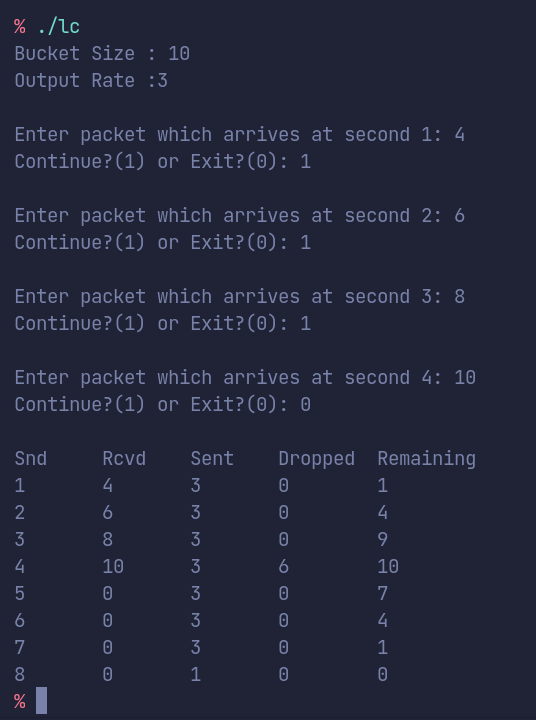 % ./lc
Bucket Size : 10
Output Rate :3
Enter packet which arrives at second 1: 4
Continue?(1) or Exit?(0): 1
Enter packet which arrives at second 2: 6
Continue?(1) or Exit?(0): 1
Enter packet which arrives at second 3: 8
Continue?(1) or Exit?(0): 1
Enter packet which arrives at second 4: 10
Continue?(1) or Exit?(0): 0
Snd Rcvd Sent Dropped Remaining
1 4 3 0 1
2 6 3 0 4
3 8 3 0 9
4 10 3 6 10
5 0 3 0 7
6 0 3 0 4
7 0 3 0 1
8 0 1 0 0
%